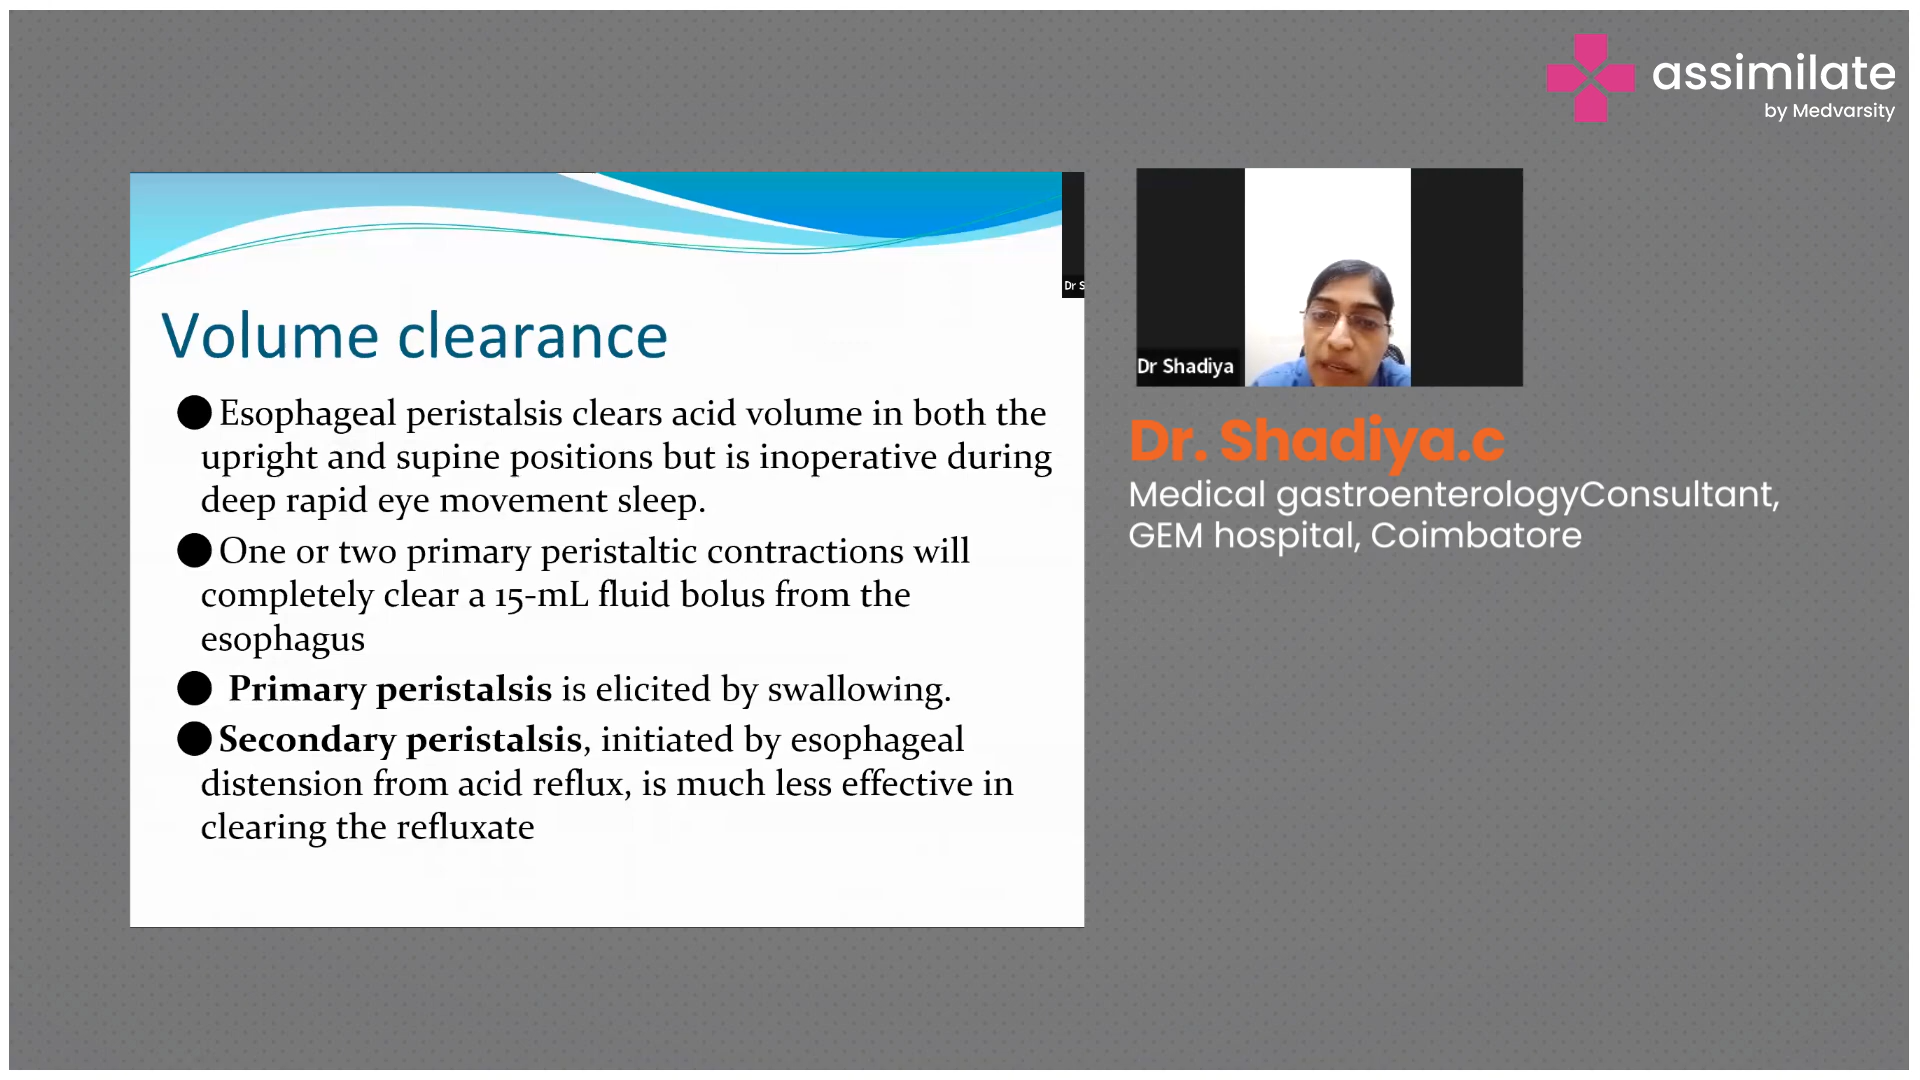 assimilate
by Medvarsity
Dr S
Volume clearance
●Esophageal peristalsis clears acid volume in both the
upright and supine positions but is inoperative during
deep rapid eye movement sleep.
●One or two primary peristaltic contractions will
completely clear a 15-mL fluid bolus from the
esophagus
● Primary peristalsis is elicited by swallowing.
●Secondary peristalsis, initiated by esophageal
distension from acid reflux, is much less effective in
clearing the refluxate
Dr Shadiya
Dr. Shadiya.c
Medical gastroenterologyConsultant,
GEM hospital, Coimbatore